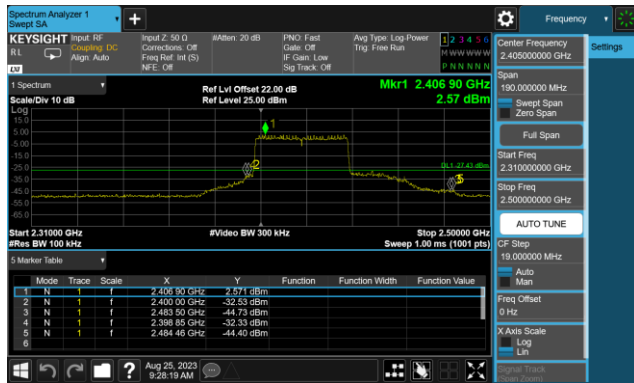 Spectrum Analyzer 1
Swept SA
Frequency
KEYSIGHT
RL
LXI
Input: RF
Coupling: DC
Align: Auto
Input Z: 50 Ω
Corrections: Off
Freq Ref: Int (S)
NFE: Off
#Atten: 20 dB
PNO: Fast
Gate: Off
IF Gain: Low
Sig Track: Off
Avg Type: Log-Power
Trig: Free Run
1 2 3 4 5 6
M W W W W W
P N N N N N
1 Spectrum
Scale/Div 10 dB
Ref Lvl Offset 22.00 dB
Ref Level 25.00 dBm
Mkr1 2.406 90 GHz
2.57 dBm
Log
15.0
5.00
-5.00
-15.0
-25.0
-35.0
-45.0
-55.0
-65.0
1
2
DL1 -27.43 dBm
Start 2.31000 GHz
#Res BW 100 kHz
#Video BW 300 kHz
Stop 2.50000 GHz
Sweep 1.00 ms (1001 pts)
5 Marker Table
Mode Trace Scale X Y Function Function Width Function Value
1 N 1 f 2.406 90 GHz 2.571 dBm
2 N 1 f 2.400 00 GHz -32.53 dBm
3 N 1 f 2.483 50 GHz -44.73 dBm
4 N 1 f 2.398 85 GHz -32.33 dBm
5 N 1 f 2.484 46 GHz -44.40 dBm
6
?
Aug 25, 2023
9:28:19 AM
Center Frequency
2.405000000 GHz
Settings
Span
190.000000 MHz
Swept Span
Zero Span
Full Span
Start Freq
2.310000000 GHz
Stop Freq
2.500000000 GHz
AUTO TUNE
CF Step
19.000000 MHz
Auto
Man
Freq Offset
0 Hz
X Axis Scale
Log
Lin
Signal Track
(Span Zoom)